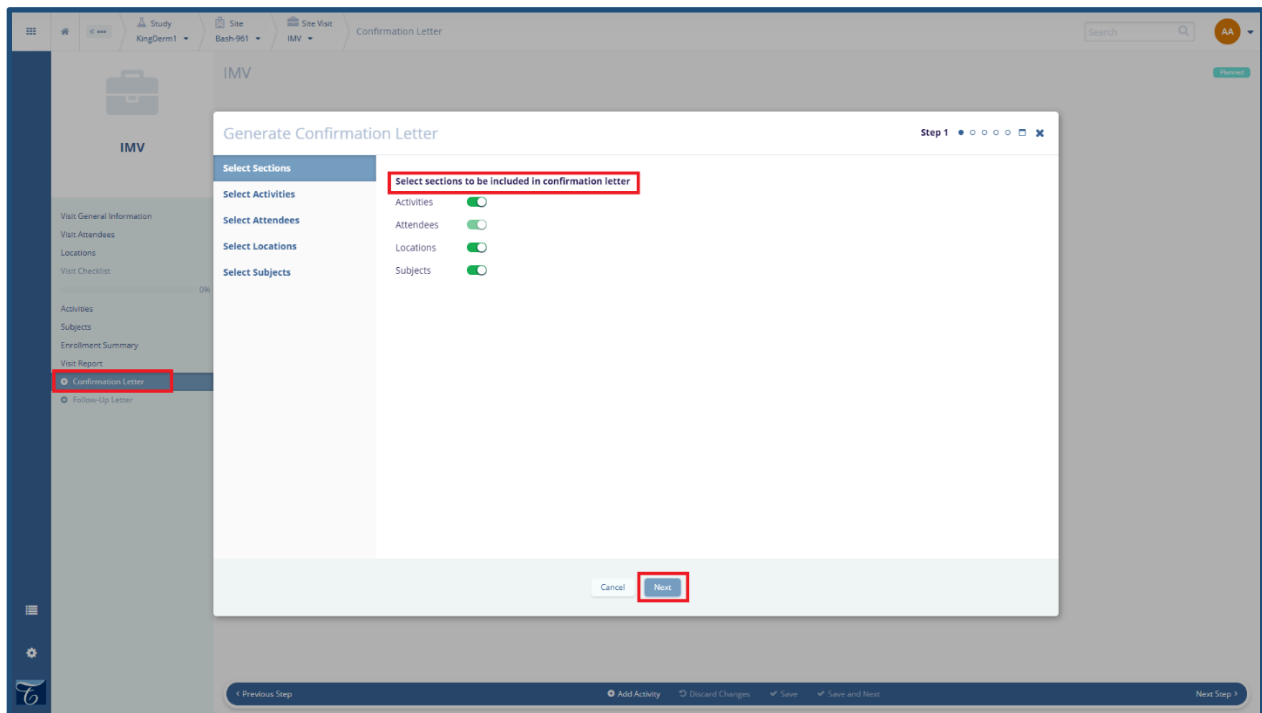 Study
KingDerm1
Site
Bash-961
Site Visit
IMV
Confirmation Letter
Search
AA
IMV
Planned
IMV
Visit General Information
Visit Attendees
Locations
Visit Checklist
0%
Activities
Subjects
Enrollment Summary
Visit Report
Confirmation Letter
Follow-Up Letter
Generate Confirmation Letter
Step 1
Select Sections
Select Activities
Select Attendees
Select Locations
Select Subjects
Select sections to be included in confirmation letter
Activities
Attendees
Locations
Subjects
Cancel
Next
< Previous Step
Add Activity
Discard Changes
Save
Save and Next
Next Step >